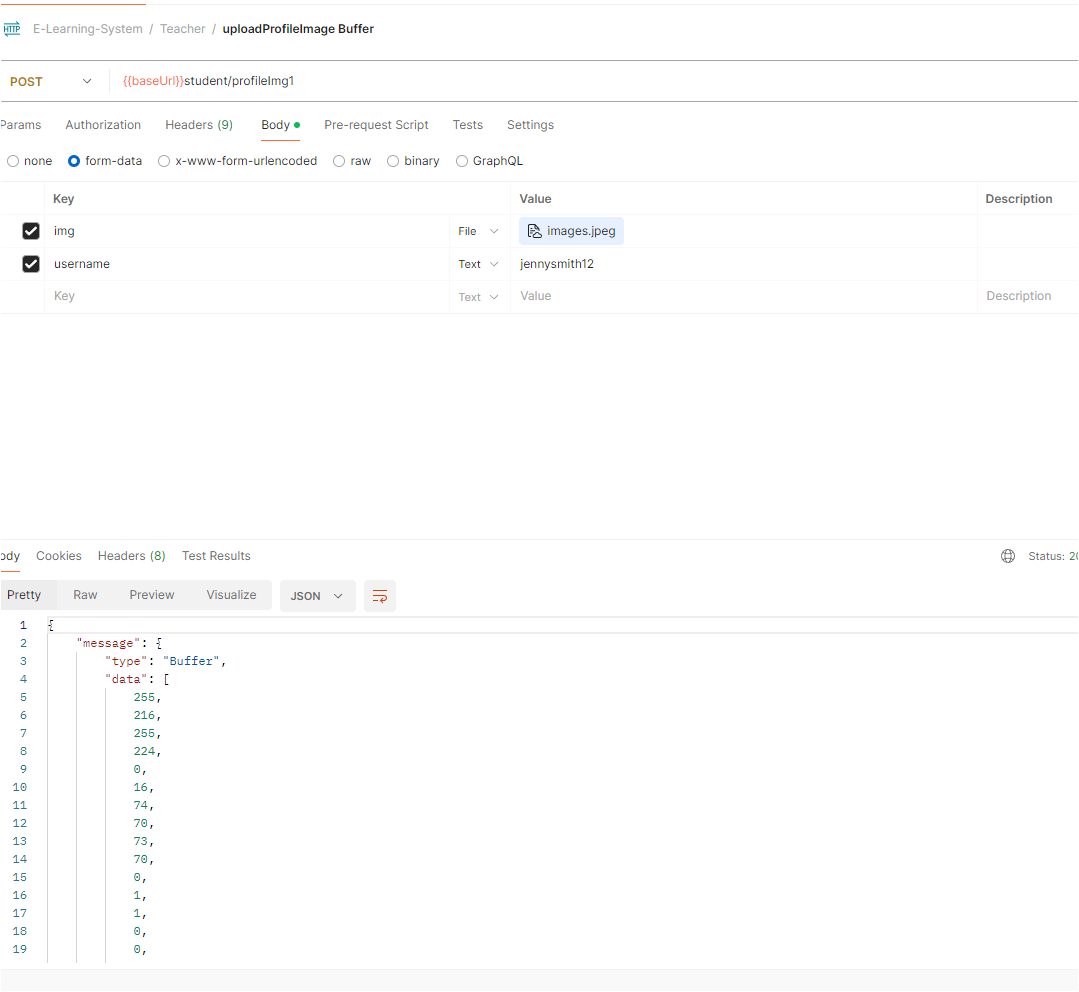 HTTP E-Learning-System / Teacher / uploadProfileImage Buffer
POST {{baseUrl}}student/profileImg1
Params Authorization Headers (9) Body Pre-request Script Tests Settings
none form-data x-www-form-urlencoded raw binary GraphQL
Key Value Description
img File images.jpeg
username Text jennysmith12
Key Text Value Description
ody Cookies Headers (8) Test Results Status: 20
Pretty Raw Preview Visualize JSON
1 {
2 "message": {
3 "type": "Buffer",
4 "data": [
5 255,
6 216,
7 255,
8 224,
9 0,
10 16,
11 74,
12 70,
13 73,
14 70,
15 0,
16 1,
17 1,
18 0,
19 0,